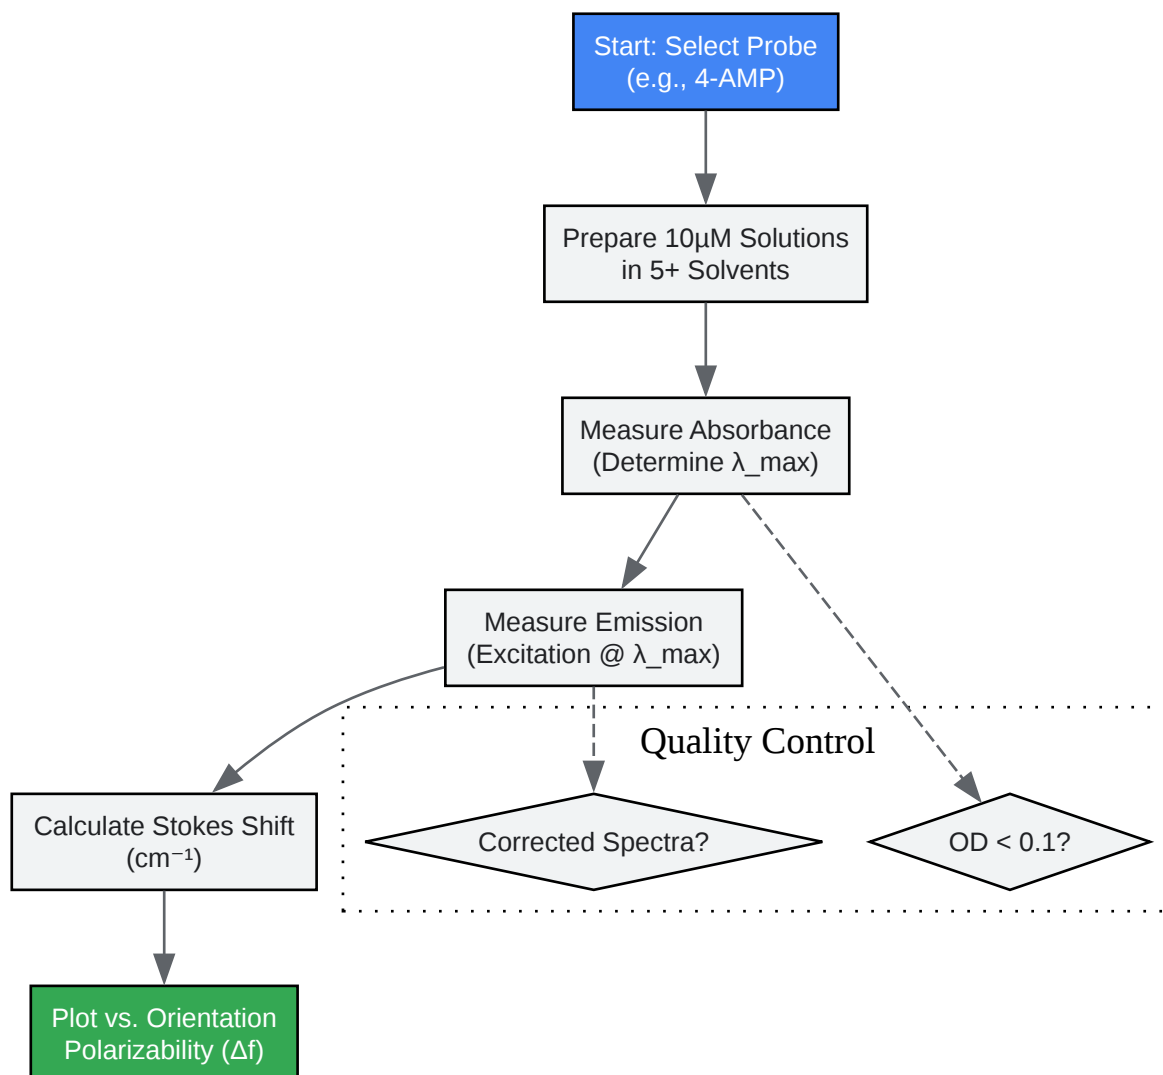 Start: Select Probe
(e.g., 4-AMP)
Prepare 10µM Solutions
in 5+ Solvents
Measure Absorbance
(Determine λ_max)
Measure Emission
(Excitation @ λ_max)
Quality Control
Calculate Stokes Shift
(cm⁻¹)
Corrected Spectra?
OD < 0.1?
Plot vs. Orientation
Polarizability (Δf)